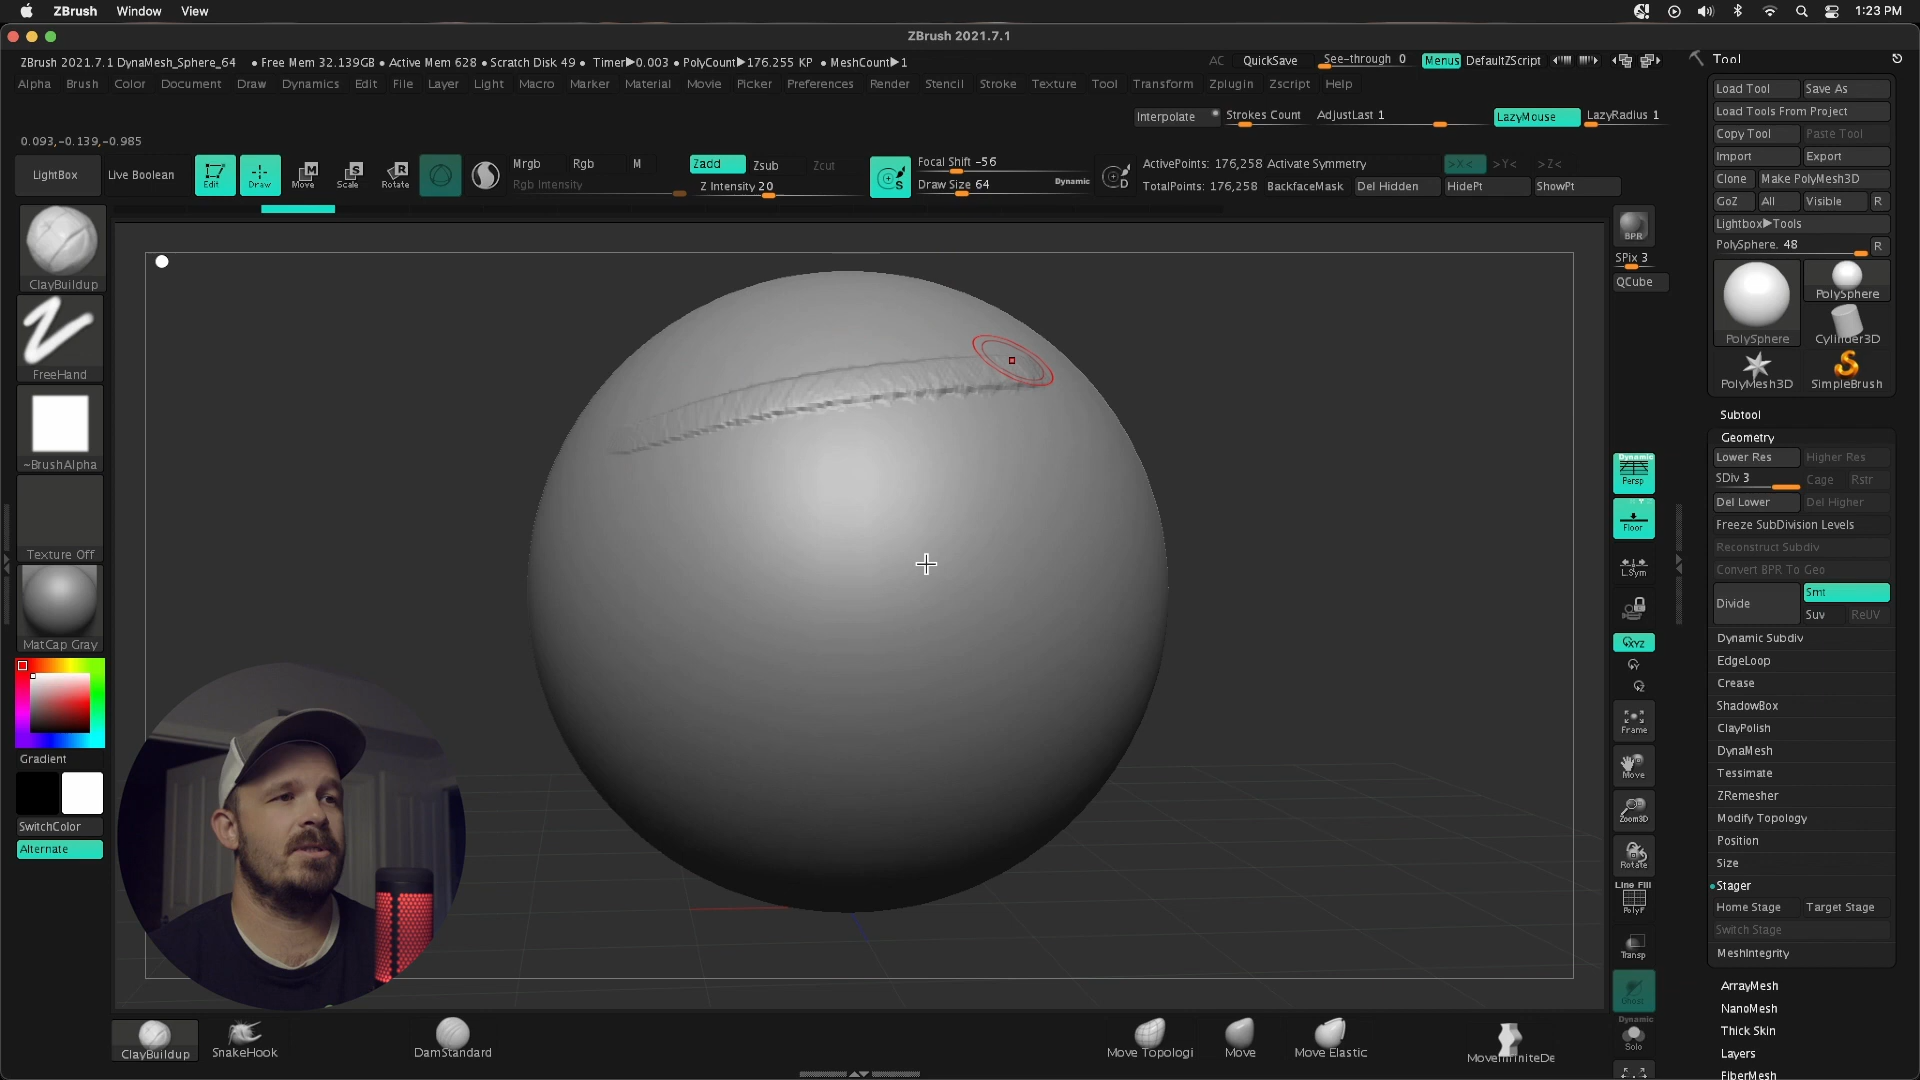 ZBrush Window View 1:23 PM
ZBrush 2021.7.1
ZBrush 2021.7.1 DynaMesh_Sphere_64 • Free Mem 32.139GB • Active Mem 628 • Scratch Disk 49 • Timer▶0.003 • PolyCount▶176.255 KP • MeshCount▶1 AC QuickSave See-through 0 Menus DefaultZScript Tool
Alpha Brush Color Document Draw Dynamics Edit File Layer Light Macro Marker Material Movie Picker Preferences Render Stencil Stroke Texture Tool Transform Zplugin Zscript Help
Load Tool Save As
Load Tools From Project
Interpolate Strokes Count AdjustLast 1 LazyMouse LazyRadius 1
Copy Tool Paste Tool
0.093,-0.139,-0.985
Import Export
LightBox Live Boolean Edit Draw Move Scale Rotate
Mrgb Rgb M
Rgb Intensity
Zadd Zsub Zcut
Z Intensity 20
Focal Shift -56
Draw Size 64 Dynamic
S
D
ActivePoints: 176,258 Activate Symmetry >X< >Y< >Z<
TotalPoints: 176,258 BackfaceMask Del Hidden HidePt ShowPt
Clone Make PolyMesh3D
GoZ All Visible R
Lightbox▶Tools
PolySphere. 48 R
PolySphere
PolySphere
Cylinder3D
PolyMesh3D SimpleBrush
ClayBuildup
FreeHand
~BrushAlpha
Texture Off
MatCap Gray
Gradient
SwitchColor
Alternate
BPR
SPix 3
QCube
Dynamic
Persp
Floor
L.Sym
XYZ
Frame
Move
Zoom3D
Rotate
Line Fill
PolyF
Transp
Ghost
Dynamic
Solo
Subtool
Geometry
Lower Res Higher Res
SDiv 3 Cage Rstr
Del Lower Del Higher
Freeze SubDivision Levels
Reconstruct Subdiv
Convert BPR To Geo
Divide Smt
Suv ReUV
Dynamic Subdiv
EdgeLoop
Crease
ShadowBox
ClayPolish
DynaMesh
Tessimate
ZRemesher
Modify Topology
Position
Size
Stager
Home Stage Target Stage
Switch Stage
MeshIntegrity
ArrayMesh
NanoMesh
Thick Skin
Layers
FiberMesh
ClayBuildup SnakeHook DamStandard Move Topologi Move Move Elastic MoveInfiniteDe